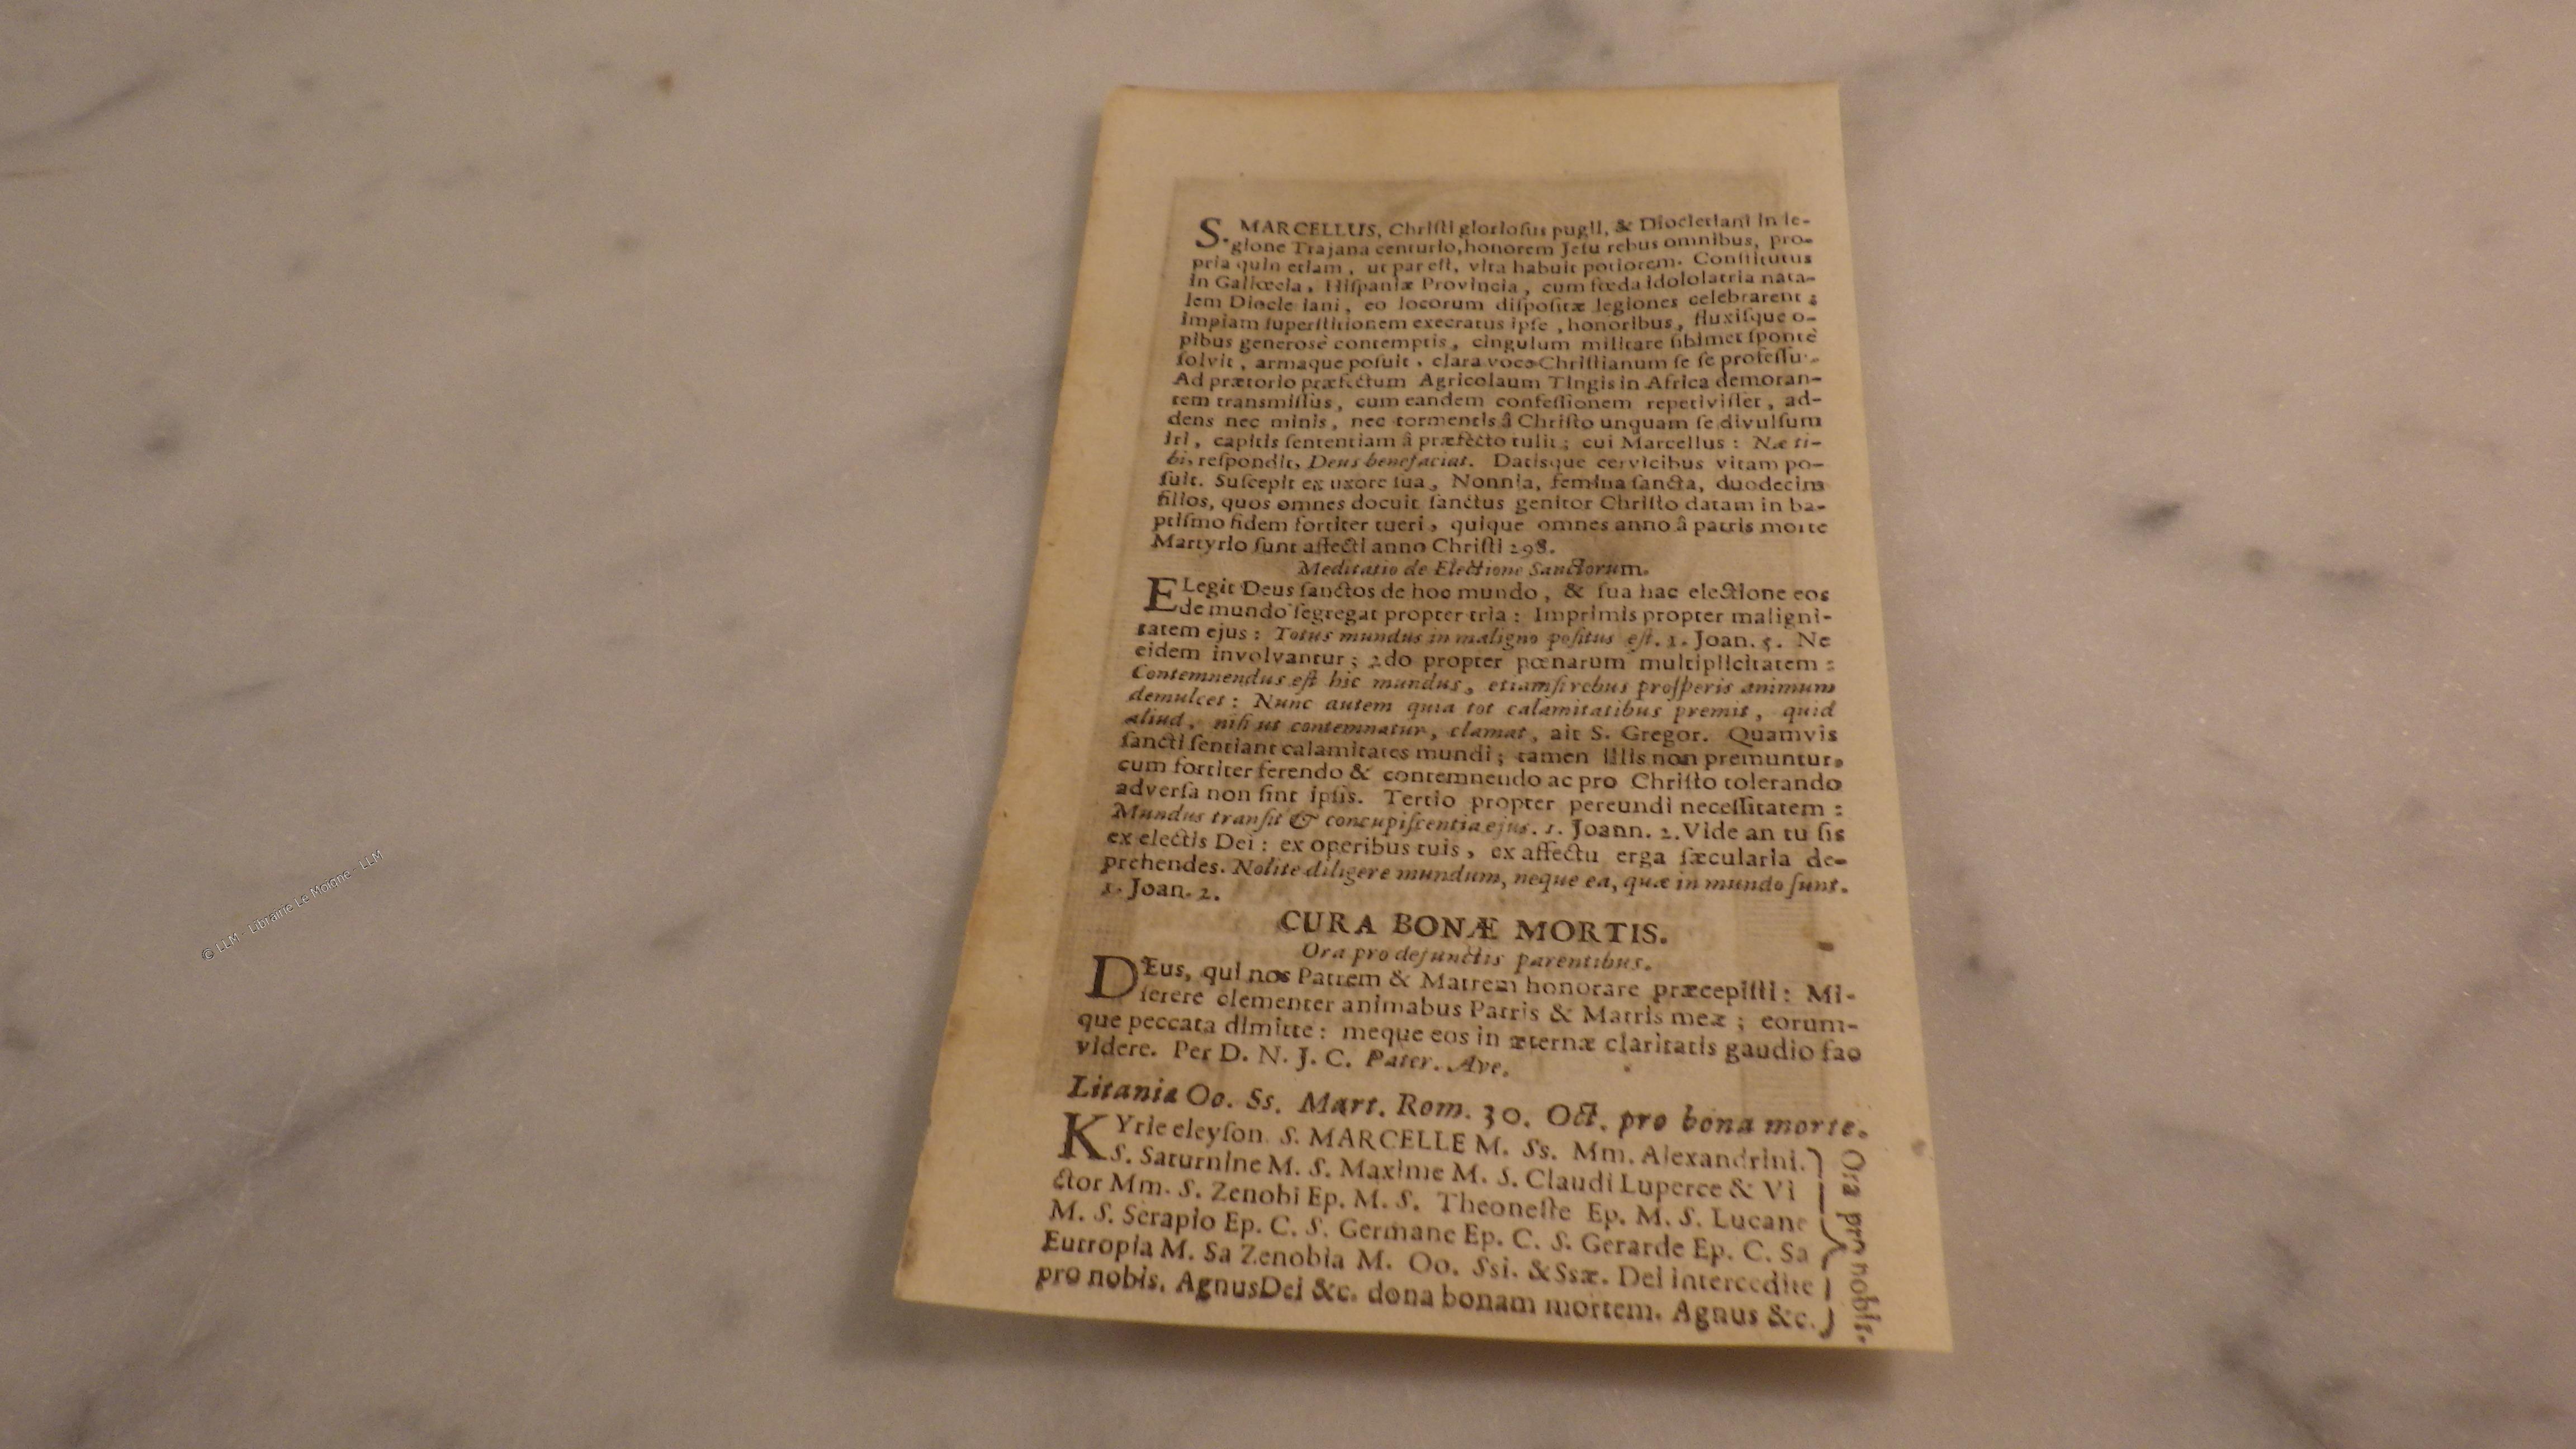 S. MARCELLUS, Chriſti glorioſus pugil, & Diocletiani in le-
gione Trajana centurio, honorem Jeſu rebus omnibus, pro-
pria quin etiam, ut par eſt, vita habuit potiorem. Conſtitutus
in Gallœcia, Hiſpaniæ Provincia, cum fœda idololatria nata-
lem Diocle iani, eo locorum diſpoſitæ legiones celebrarent;
impiam ſuperſtitionem execratus ipſe, honoribus, fluxiſque o-
pibus generosè contemptis, cingulum militare ſibimet ſpontè
ſolvit, armaque poſuit, clara voce Chriſtianum ſe ſe profeſſu.
Ad prætorio præfectum Agricolaum Tingis in Africa demoran-
tem transmiſſus, cum eandem confeſſionem repetiviſſet, ad-
dens nec minis, nec tormentis â Chriſto unquam ſe divulſum
iri, capitis ſententiam â præfecto tulit; cui Marcellus: Næ ti-
bi, reſpondit, Deus benefaciat. Datisque cervicibus vitam po-
ſuit. Suſcepit ex uxore ſua, Nonnia, femina ſancta, duodecim
filios, quos omnes docuit ſanctus genitor Chriſto datam in ba-
ptiſmo fidem fortiter tueri, quique omnes anno â patris morte
Martyrio ſunt affecti anno Chriſti 298.
Meditatio de Electione Sanctorum.
ELegit Deus ſanctos de hoc mundo, & ſua hac electione eos
de mundo ſegregat propter tria: Imprimis propter maligni-
tatem ejus: Totus mundus in maligno poſitus eſt. 1. Joan. 5. Ne
eidem involvantur; 2do propter pœnarum multiplicitatem:
Contemnendus eſt hic mundus, etiamſi rebus proſperis animum
demulcet: Nunc autem quia tot calamitatibus premit, quid
aliud, niſi ut contemnatur, clamat, ait S. Gregor. Quamvis
ſancti ſentiant calamitates mundi; tamen illis non premuntur,
cum fortiter ferendo & contemnendo ac pro Chriſto tolerando
adverſa non ſint ipſis. Tertio propter pereundi neceſſitatem:
Mundus tranſit & concupiſcentia ejus. 1. Joann. 2. Vide an tu ſis
ex electis Dei: ex operibus tuis, ex affectu erga ſæcularia de-
prehendes. Nolite diligere mundum, neque ea, quæ in mundo ſunt.
1. Joan. 2.
CURA BONÆ MORTIS.
Ora pro defunctis parentibus.
DEus, qui nos Patrem & Matrem honorare præcepiſti: Mi-
ſerere clementer animabus Patris & Matris meæ; eorum-
que peccata dimitte: meque eos in æternæ claritatis gaudio fac
videre. Per D. N. J. C. Pater. Ave.
Litania Oo. Ss. Mart. Rom. 30. Oct. pro bona morte.
KYrie eleyſon. S. MARCELLE M. Ss. Mm. Alexandrini.
S. Saturnine M. S. Maxime M. S. Claudi Luperce & Vi
ctor Mm. S. Zenobi Ep. M. S. Theoneſte Ep. M. S. Lucane
M. S. Serapio Ep. C. S. Germane Ep. C. S. Gerarde Ep. C. Sa
Eutropia M. Sa Zenobia M. Oo. Ssi. & Ssæ. Dei intercedite
pro nobis. Agnus Dei &c. dona bonam mortem. Agnus &c.
Ora pro nobis.
© LLM - Librairie Le Moigne - LLM